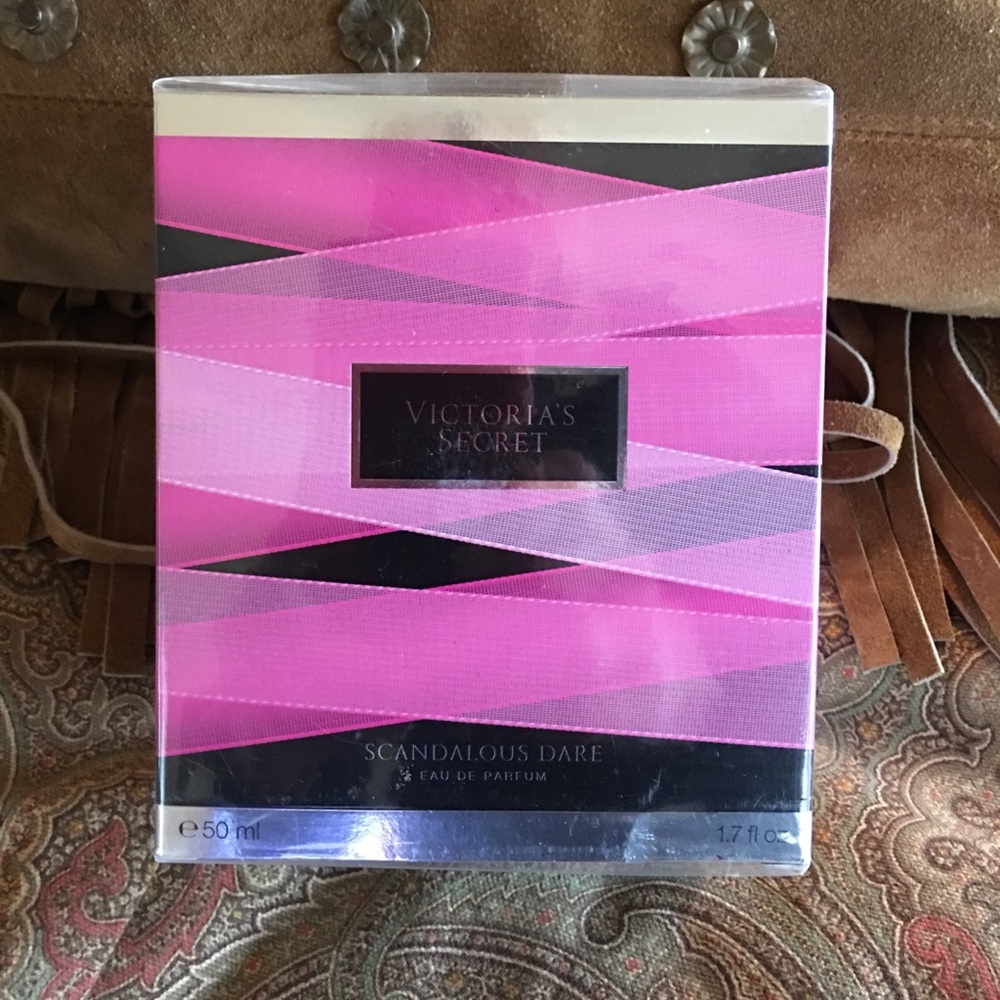 VICTORIA'S
SECRET
SCANDALOUS DARE
EAU DE PARFUM
℮50 ml
1.7 fl oz